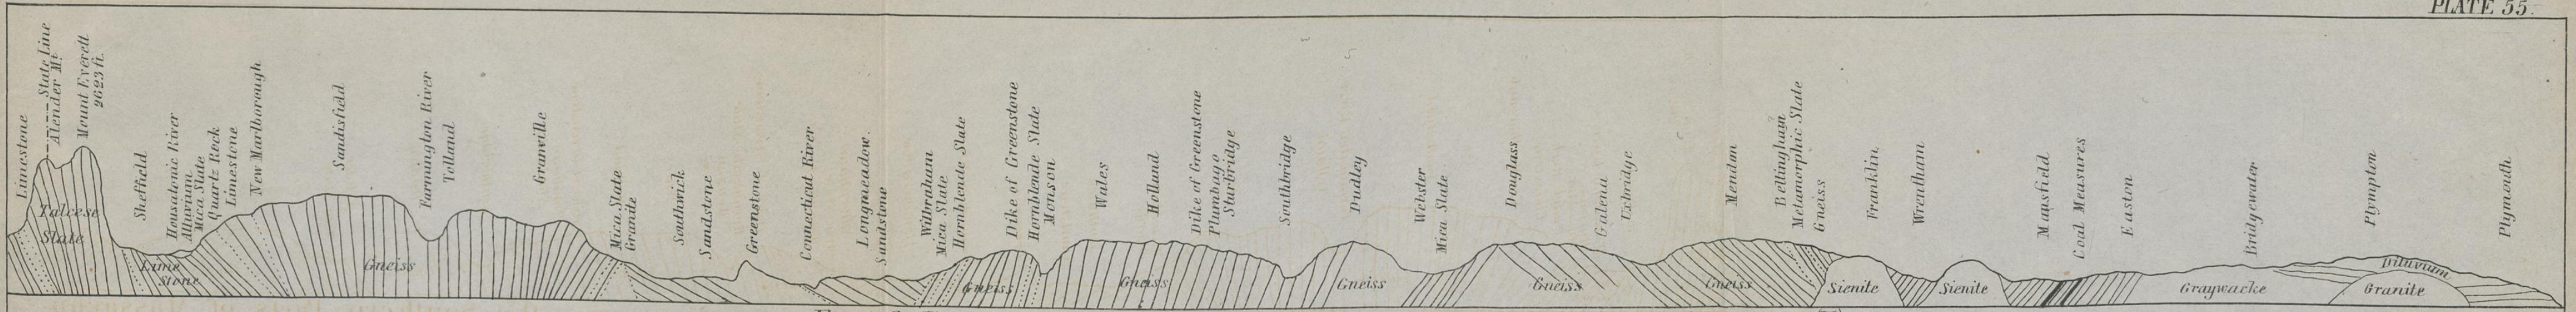 PLATE 55.
Limestone
State Line
Alender Mt.
Mount Everett
2623 ft.
Sheffield
Housatonic River
Alluvium
Mica Slate
Quartz Rock
Limestone
New Marlborough
Sandisfield
Farmington River
Tolland
Granville
Mica Slate
Granite
Southwick
Sandstone
Greenstone
Connecticut River
Longmeadow.
Sandstone
Wilbraham
Mica Slate
Hornblende Slate
Dike of Greenstone
Hornblende Slate
Monson
Wales
Holland
Dike of Greenstone
Plumbago
Sturbridge
Southbridge
Dudley
Webster
Mica Slate
Douglass
Galena
Uxbridge
Mendon
Bellingham
Metamorphic Slate
Gneiss
Franklin.
Wrentham
Mansfield
Coal Measures
Easton
Bridgewater
Plympton
Plymouth
Talcose
Slate
Lime
Stone
Gneiss
Gneiss
Gneiss
Gneiss
Gneiss
Gneiss
Sienite
Sienite
Graywacke
Diluvium
Granite